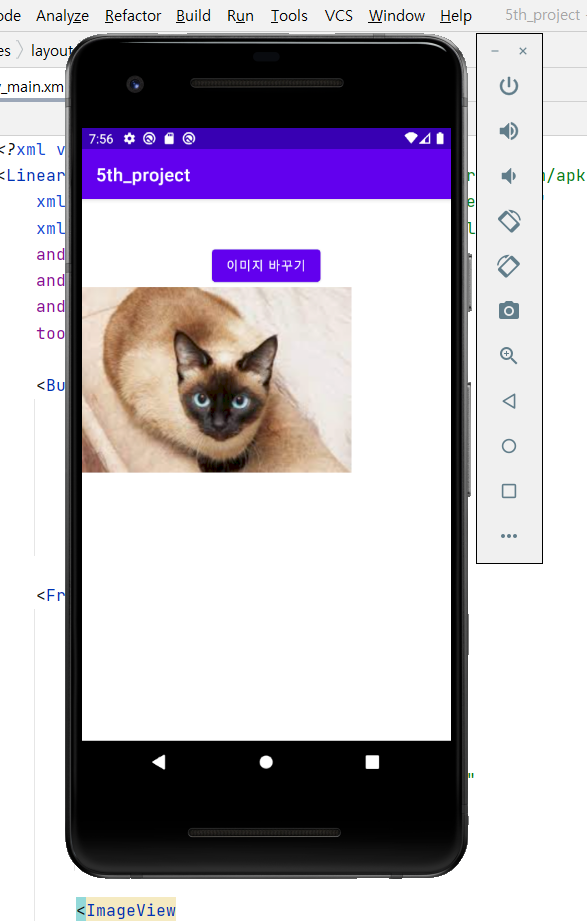 ode Analyze Refactor Build Run Tools VCS Window Help 5th_project
es layout
y_main.xm
7:56
<?xml v
<Linear
/apk
5th_project
xml
xml
and
and
and
too
이미지 바꾸기
<Bu
<Fr
"
<ImageView